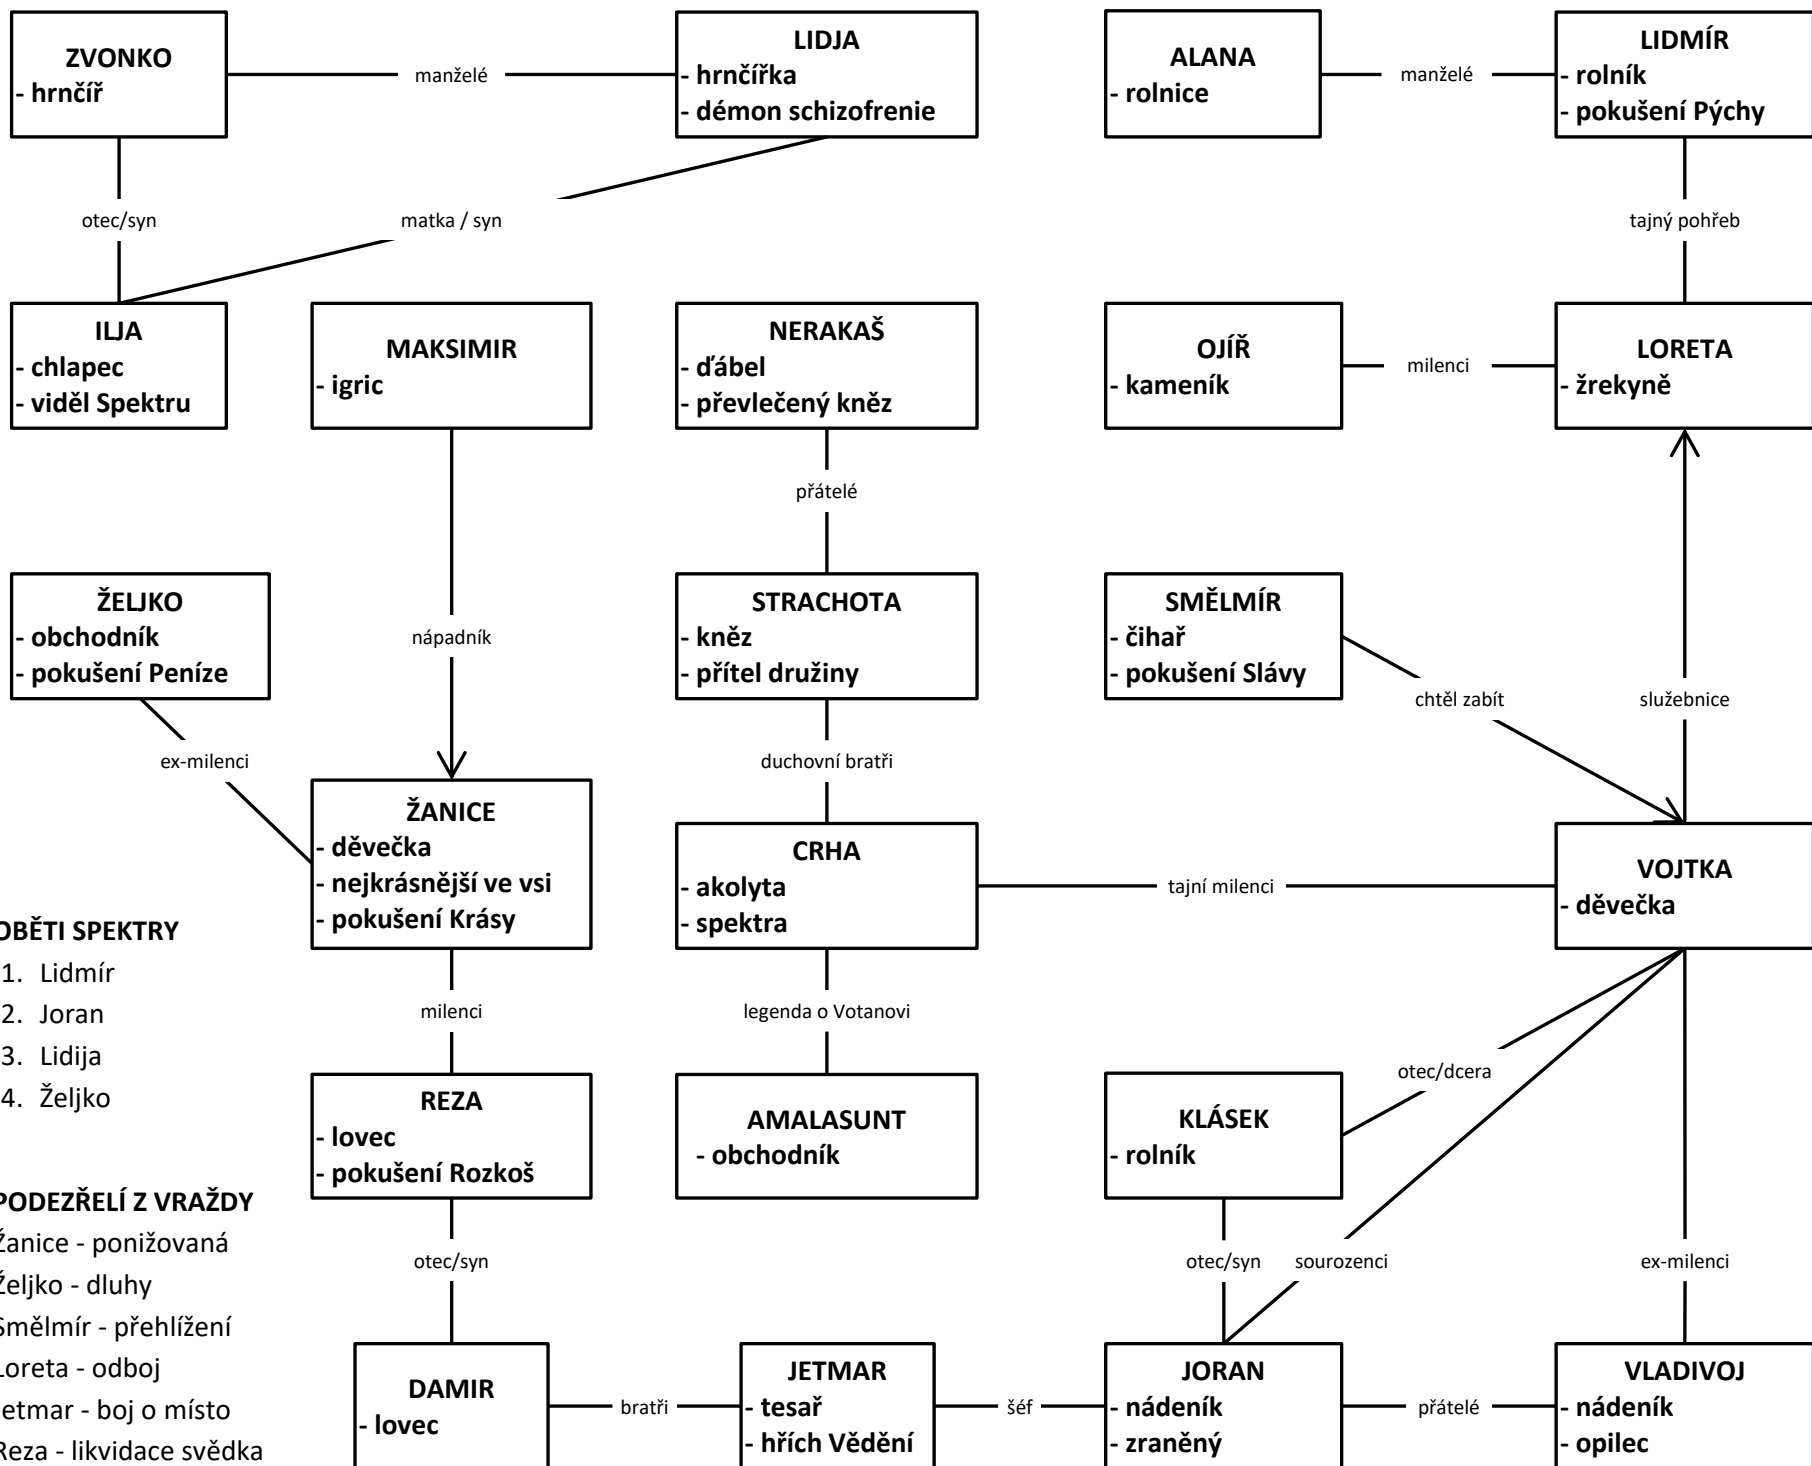 ZVONKO
- hrnčíř
manželé
LIDJA
- hrnčířka
- démon schizofrenie
ALANA
- rolnice
manželé
LIDMÍR
- rolník
- pokušení Pýchy
otec/syn
matka / syn
tajný pohřeb
ILJA
- chlapec
- viděl Spektru
MAKSIMIR
- igric
NERAKAŠ
- ďábel
- převlečený kněz
OJÍŘ
- kameník
milenci
LORETA
- žrekyně
přátelé
ŽELJKO
- obchodník
- pokušení Peníze
nápadník
STRACHOTA
- kněz
- přítel družiny
SMĚLMÍR
- čihař
- pokušení Slávy
chtěl zabít
služebnice
ex-milenci
duchovní bratři
ŽANICE
- děvečka
- nejkrásnější ve vsi
- pokušení Krásy
CRHA
- akolyta
- spektra
tajní milenci
VOJTKA
- děvečka
OBĚTI SPEKTRY
1. Lidmír
2. Joran
3. Lidija
4. Željko
milenci
legenda o Votanovi
otec/dcera
REZA
- lovec
- pokušení Rozkoš
AMALASUNT
- obchodník
KLÁSEK
- rolník
PODEZŘELÍ Z VRAŽDY
Žanice - ponižovaná
Željko - dluhy
Smělmír - přehlížení
Loreta - odboj
Jetmar - boj o místo
Reza - likvidace svědka
otec/syn
otec/syn
sourozenci
ex-milenci
DAMIR
- lovec
bratři
JETMAR
- tesař
- hřích Vědění
šéf
JORAN
- nádeník
- zraněný
přátelé
VLADIVOJ
- nádeník
- opilec